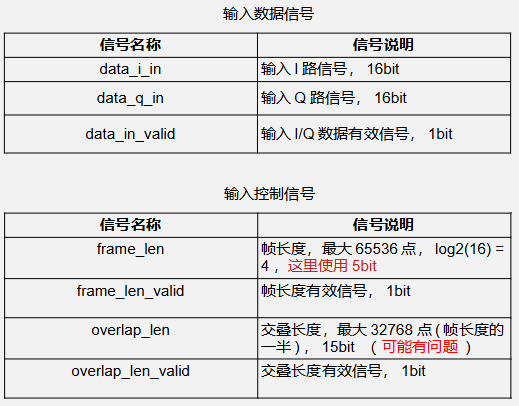 输入数据信号
信号名称 信号说明
data_i_in 输入 I 路信号， 16bit
data_q_in 输入 Q 路信号， 16bit
data_in_valid 输入 I/Q 数据有效信号， 1bit
输入控制信号
信号名称 信号说明
frame_len 帧长度，最大 65536 点， log2(16) =
4 ，这里使用 5bit
frame_len_valid 帧长度有效信号， 1bit
overlap_len 交叠长度，最大 32768 点 ( 帧长度的
一半 ) ， 15bit （ 可能有问题 ）
overlap_len_valid 交叠长度有效信号， 1bit